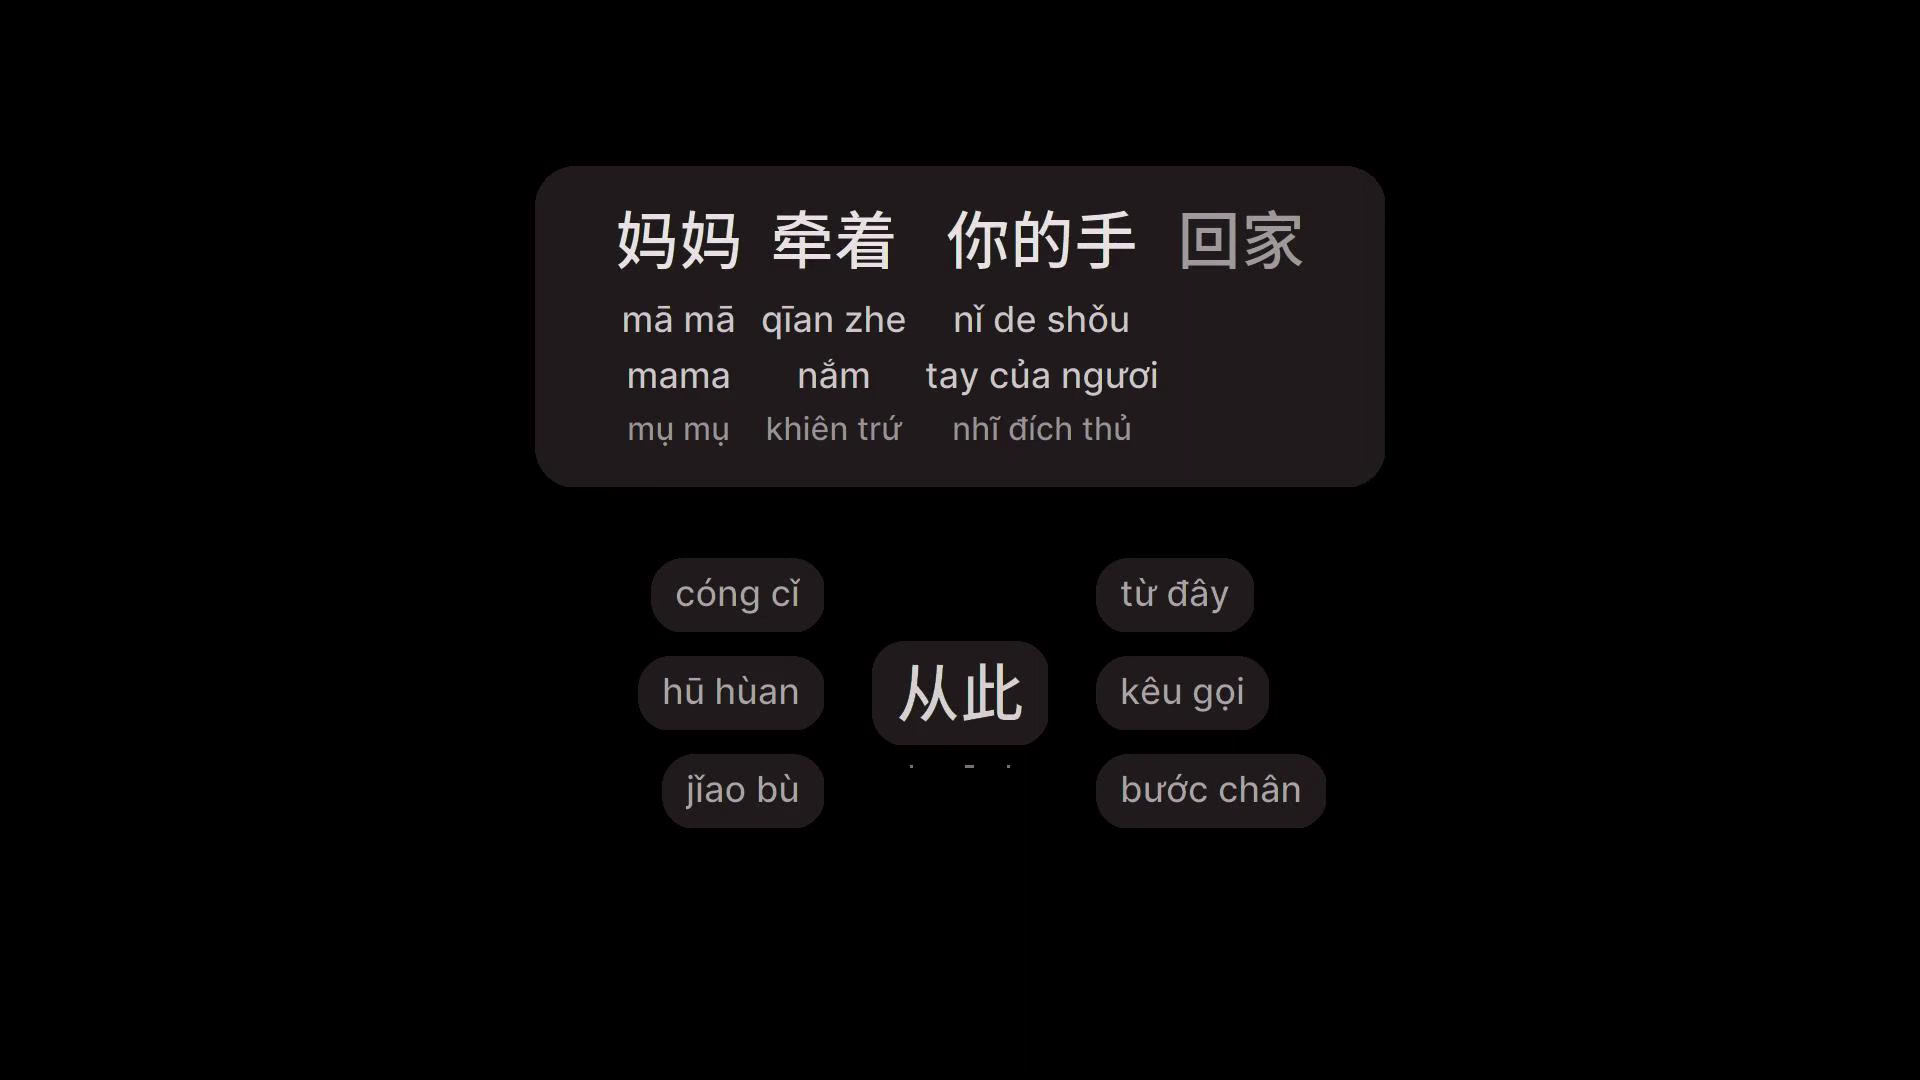 妈妈 牵着 你的手 回家
mā mā qīan zhe nǐ de shǒu
mama nắm tay của ngươi
mụ mụ khiên trứ nhĩ đích thủ
cóng cǐ
từ đây
hū hùan
从此
kêu gọi
jǐao bù
bước chân